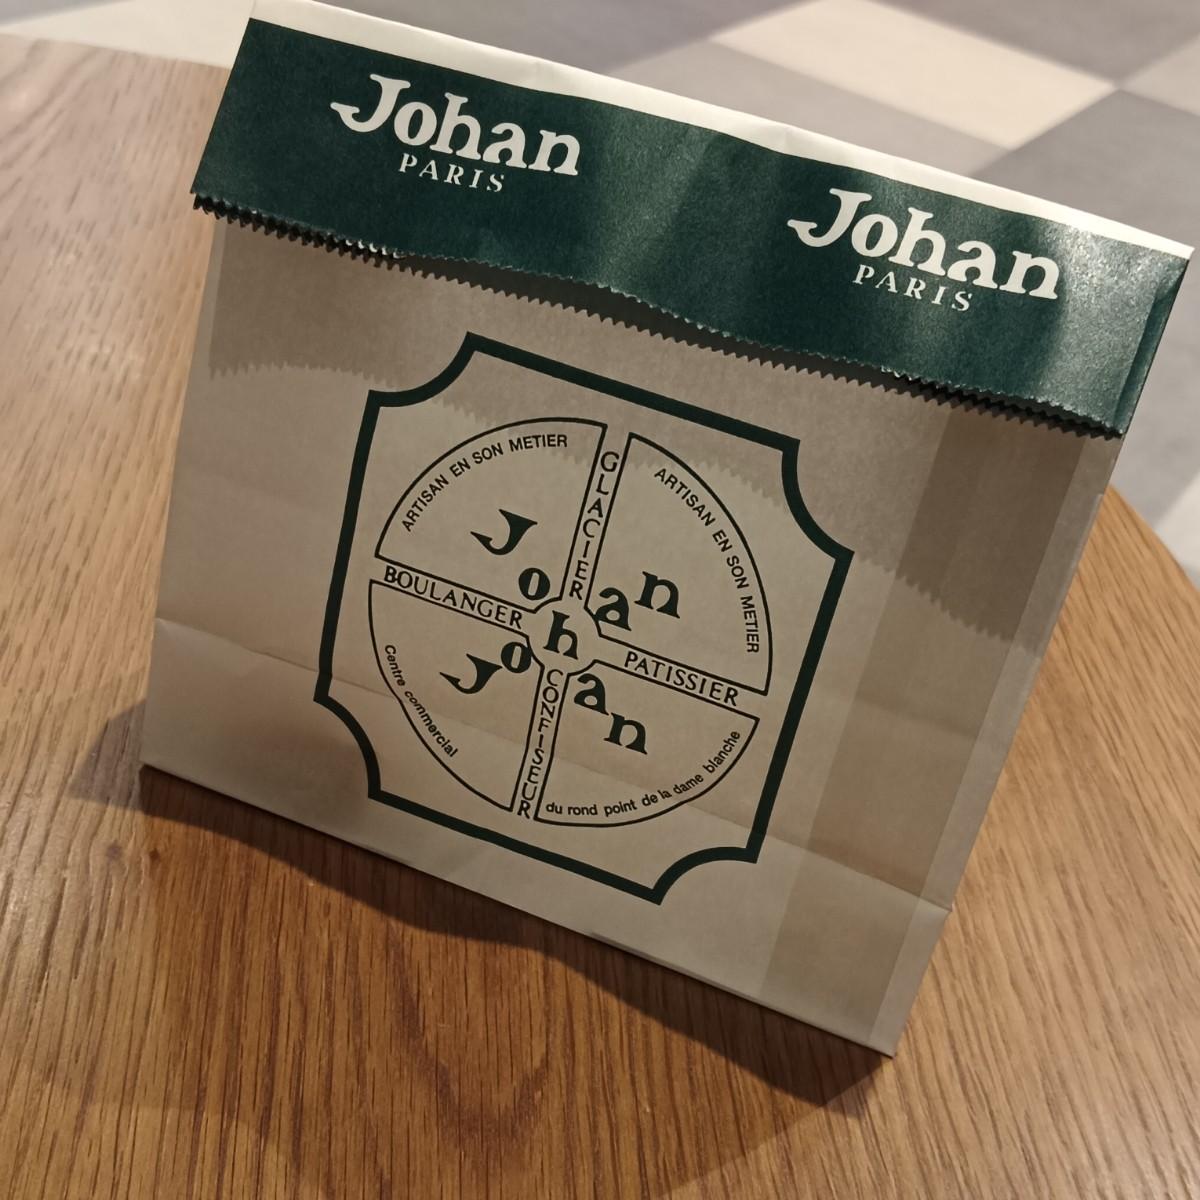 Johan
PARIS
Johan
PARIS
ARTISAN EN SON METIER
GLACIER
ARTISAN EN SON METIER
Johan
BOULANGER
PATISSIER
Johan
CONFISEUR
Centre commercial
du rond point de la dame blanche